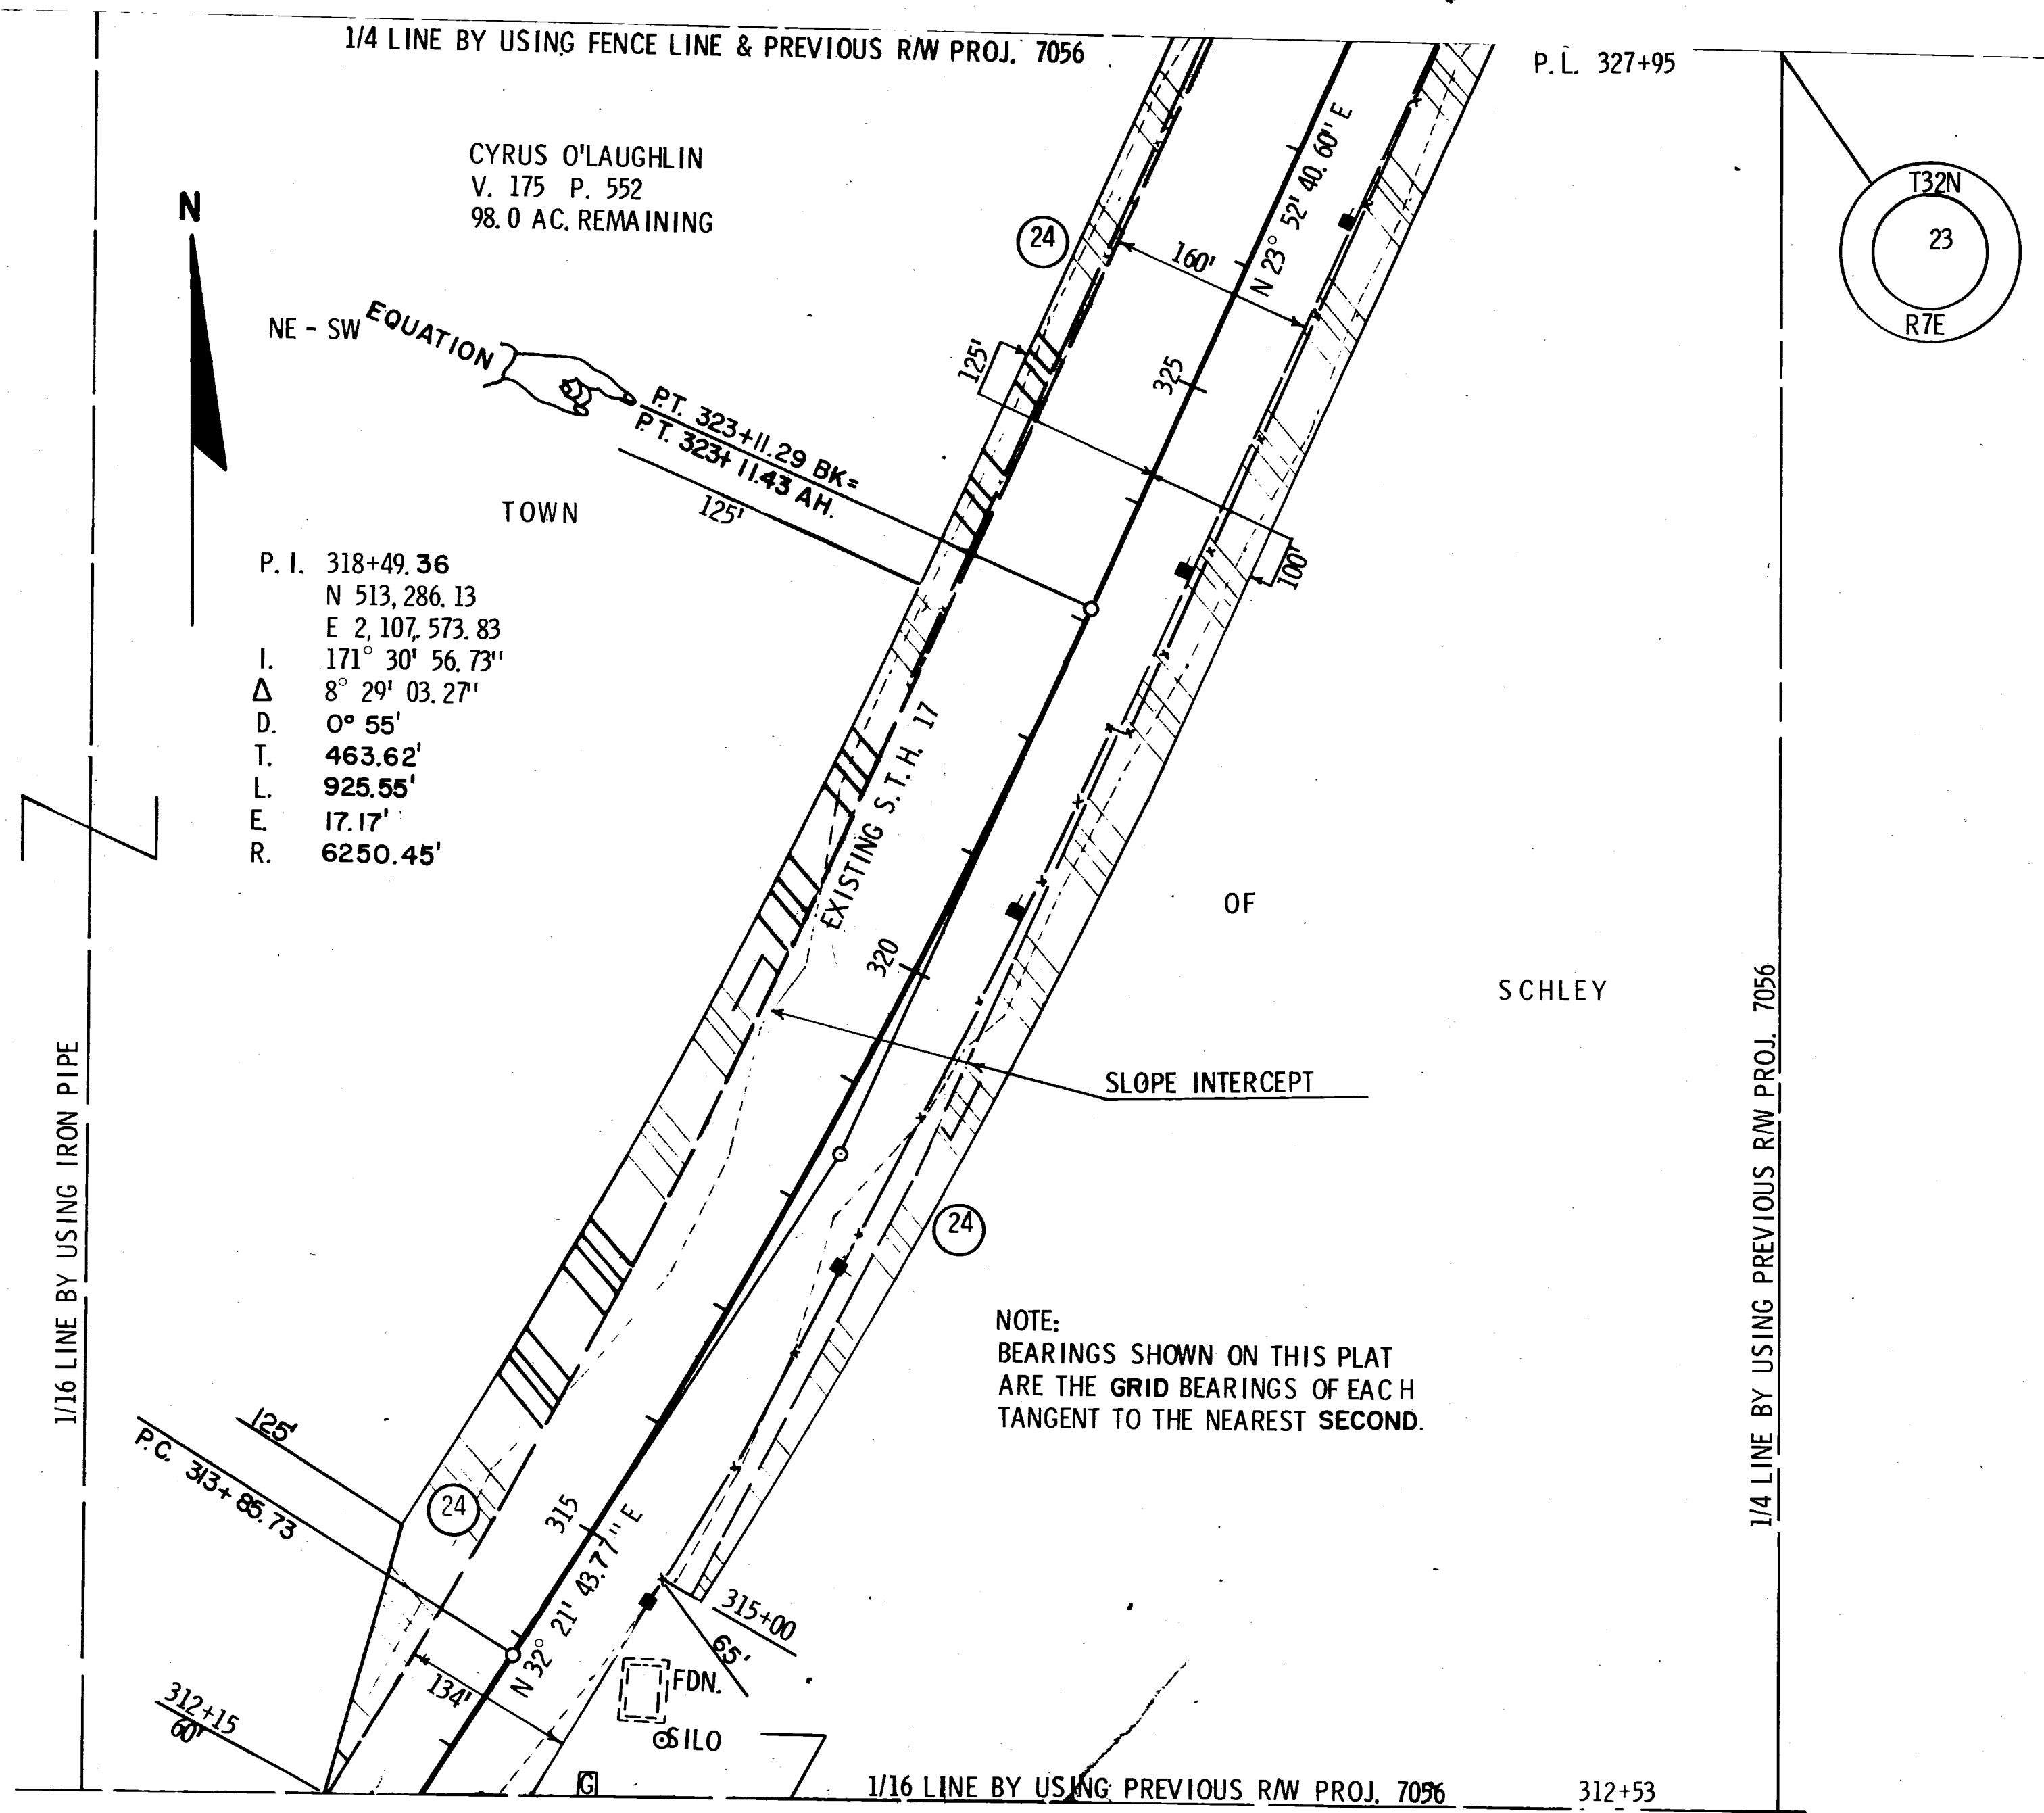 1/4 LINE BY USING FENCE LINE & PREVIOUS R/W PROJ. 7056
P.L. 327+95
CYRUS O'LAUGHLIN
V. 175 P. 552
98.0 AC. REMAINING
N
24
160'
N 23° 52' 40.60" E
T32N
23
R7E
NE - SW
EQUATION
125'
325
P.T. 323+11.29 BK=
P.T. 323+11.43 AH.
125'
TOWN
100'
P.I. 318+49.36
N 513,286.13
E 2,107,573.83
I. 171° 30' 56.73"
Δ 8° 29' 03.27"
D. 0° 55'
T. 463.62'
L. 925.55'
E. 17.17'
R. 6250.45'
EXISTING S.T.H. 17
OF
320
SCHLEY
1/16 LINE BY USING IRON PIPE
1/4 LINE BY USING PREVIOUS R/W PROJ. 7056
SLOPE INTERCEPT
24
NOTE:
BEARINGS SHOWN ON THIS PLAT
ARE THE GRID BEARINGS OF EACH
TANGENT TO THE NEAREST SECOND.
125'
P.C. 313+85.73
24
315
N 32° 21' 43.77" E
315+00
65'
134'
FDN.
SILO
312+15
60'
G
1/16 LINE BY USING PREVIOUS R/W PROJ. 7056
312+53